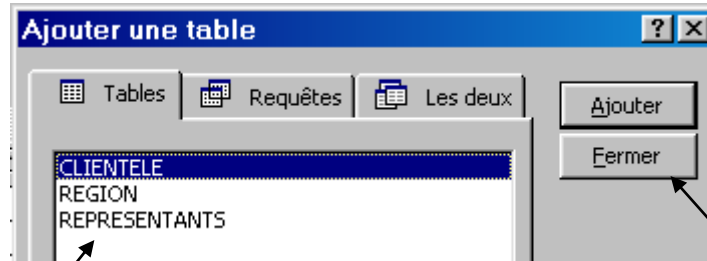 Ajouter une table
Tables Requêtes Les deux
Ajouter
Fermer
CLIENTELE
REGION
REPRESENTANTS